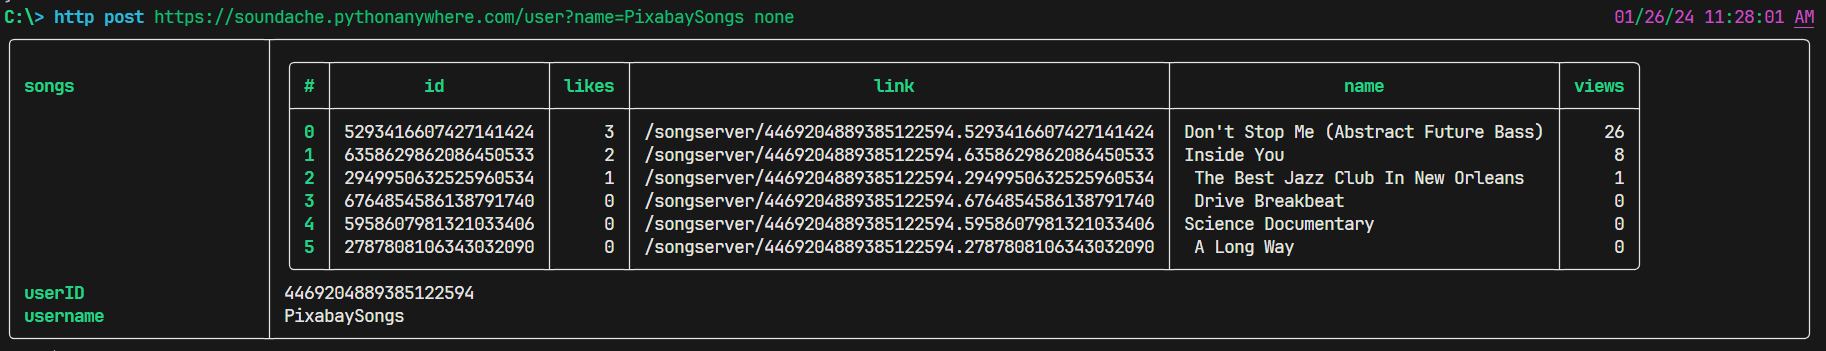 C:\> http post https://soundache.pythonanywhere.com/user?name=PixabaySongs none 01/26/24 11:28:01 AM
songs # id likes link name views
0 5293416607427141424 3 /songserver/4469204889385122594.5293416607427141424 Don't Stop Me (Abstract Future Bass) 26
1 6358629862086450533 2 /songserver/4469204889385122594.6358629862086450533 Inside You 8
2 2949950632525960534 1 /songserver/4469204889385122594.2949950632525960534 The Best Jazz Club In New Orleans 1
3 6764854586138791740 0 /songserver/4469204889385122594.6764854586138791740 Drive Breakbeat 0
4 5958607981321033406 0 /songserver/4469204889385122594.5958607981321033406 Science Documentary 0
5 2787808106343032090 0 /songserver/4469204889385122594.2787808106343032090 A Long Way 0
userID 4469204889385122594
username PixabaySongs